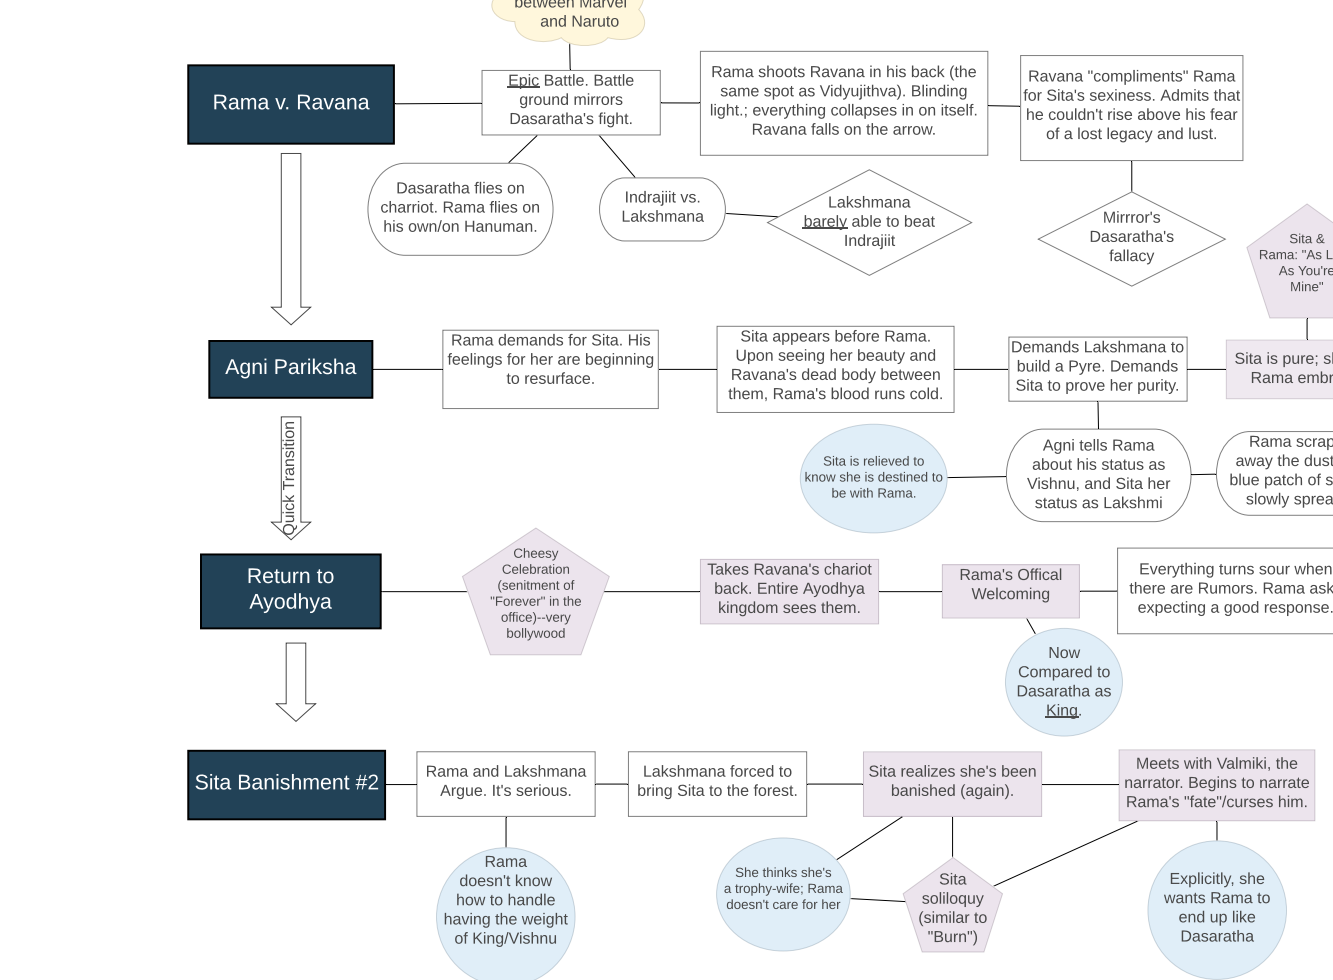 between Marvel
and Naruto
Rama v. Ravana
Epic Battle. Battle
ground mirrors
Dasaratha's fight.
Rama shoots Ravana in his back (the
same spot as Vidyujithva). Blinding
light.; everything collapses in on itself.
Ravana falls on the arrow.
Ravana "compliments" Rama
for Sita's sexiness. Admits that
he couldn't rise above his fear
of a lost legacy and lust.
Dasaratha flies on
charriot. Rama flies on
his own/on Hanuman.
Indrajiit vs.
Lakshmana
Lakshmana
barely able to beat
Indrajiit
Mirrror's
Dasaratha's
fallacy
Sita &
Rama: "As L
As You're
Mine"
Agni Pariksha
Rama demands for Sita. His
feelings for her are beginning
to resurface.
Sita appears before Rama.
Upon seeing her beauty and
Ravana's dead body between
them, Rama's blood runs cold.
Demands Lakshmana to
build a Pyre. Demands
Sita to prove her purity.
Sita is pure; s
Rama embr
Quick Transition
Sita is relieved to
know she is destined to
be with Rama.
Agni tells Rama
about his status as
Vishnu, and Sita her
status as Lakshmi
Rama scrap
away the dust
blue patch of s
slowly sprea
Return to
Ayodhya
Cheesy
Celebration
(senitment of
"Forever" in the
office)--very
bollywood
Takes Ravana's chariot
back. Entire Ayodhya
kingdom sees them.
Rama's Offical
Welcoming
Everything turns sour when
there are Rumors. Rama ask
expecting a good response.
Now
Compared to
Dasaratha as
King.
Sita Banishment #2
Rama and Lakshmana
Argue. It's serious.
Lakshmana forced to
bring Sita to the forest.
Sita realizes she's been
banished (again).
Meets with Valmiki, the
narrator. Begins to narrate
Rama's "fate"/curses him.
Rama
doesn't know
how to handle
having the weight
of King/Vishnu
She thinks she's
a trophy-wife; Rama
doesn't care for her
Sita
soliloquy
(similar to
"Burn")
Explicitly, she
wants Rama to
end up like
Dasaratha